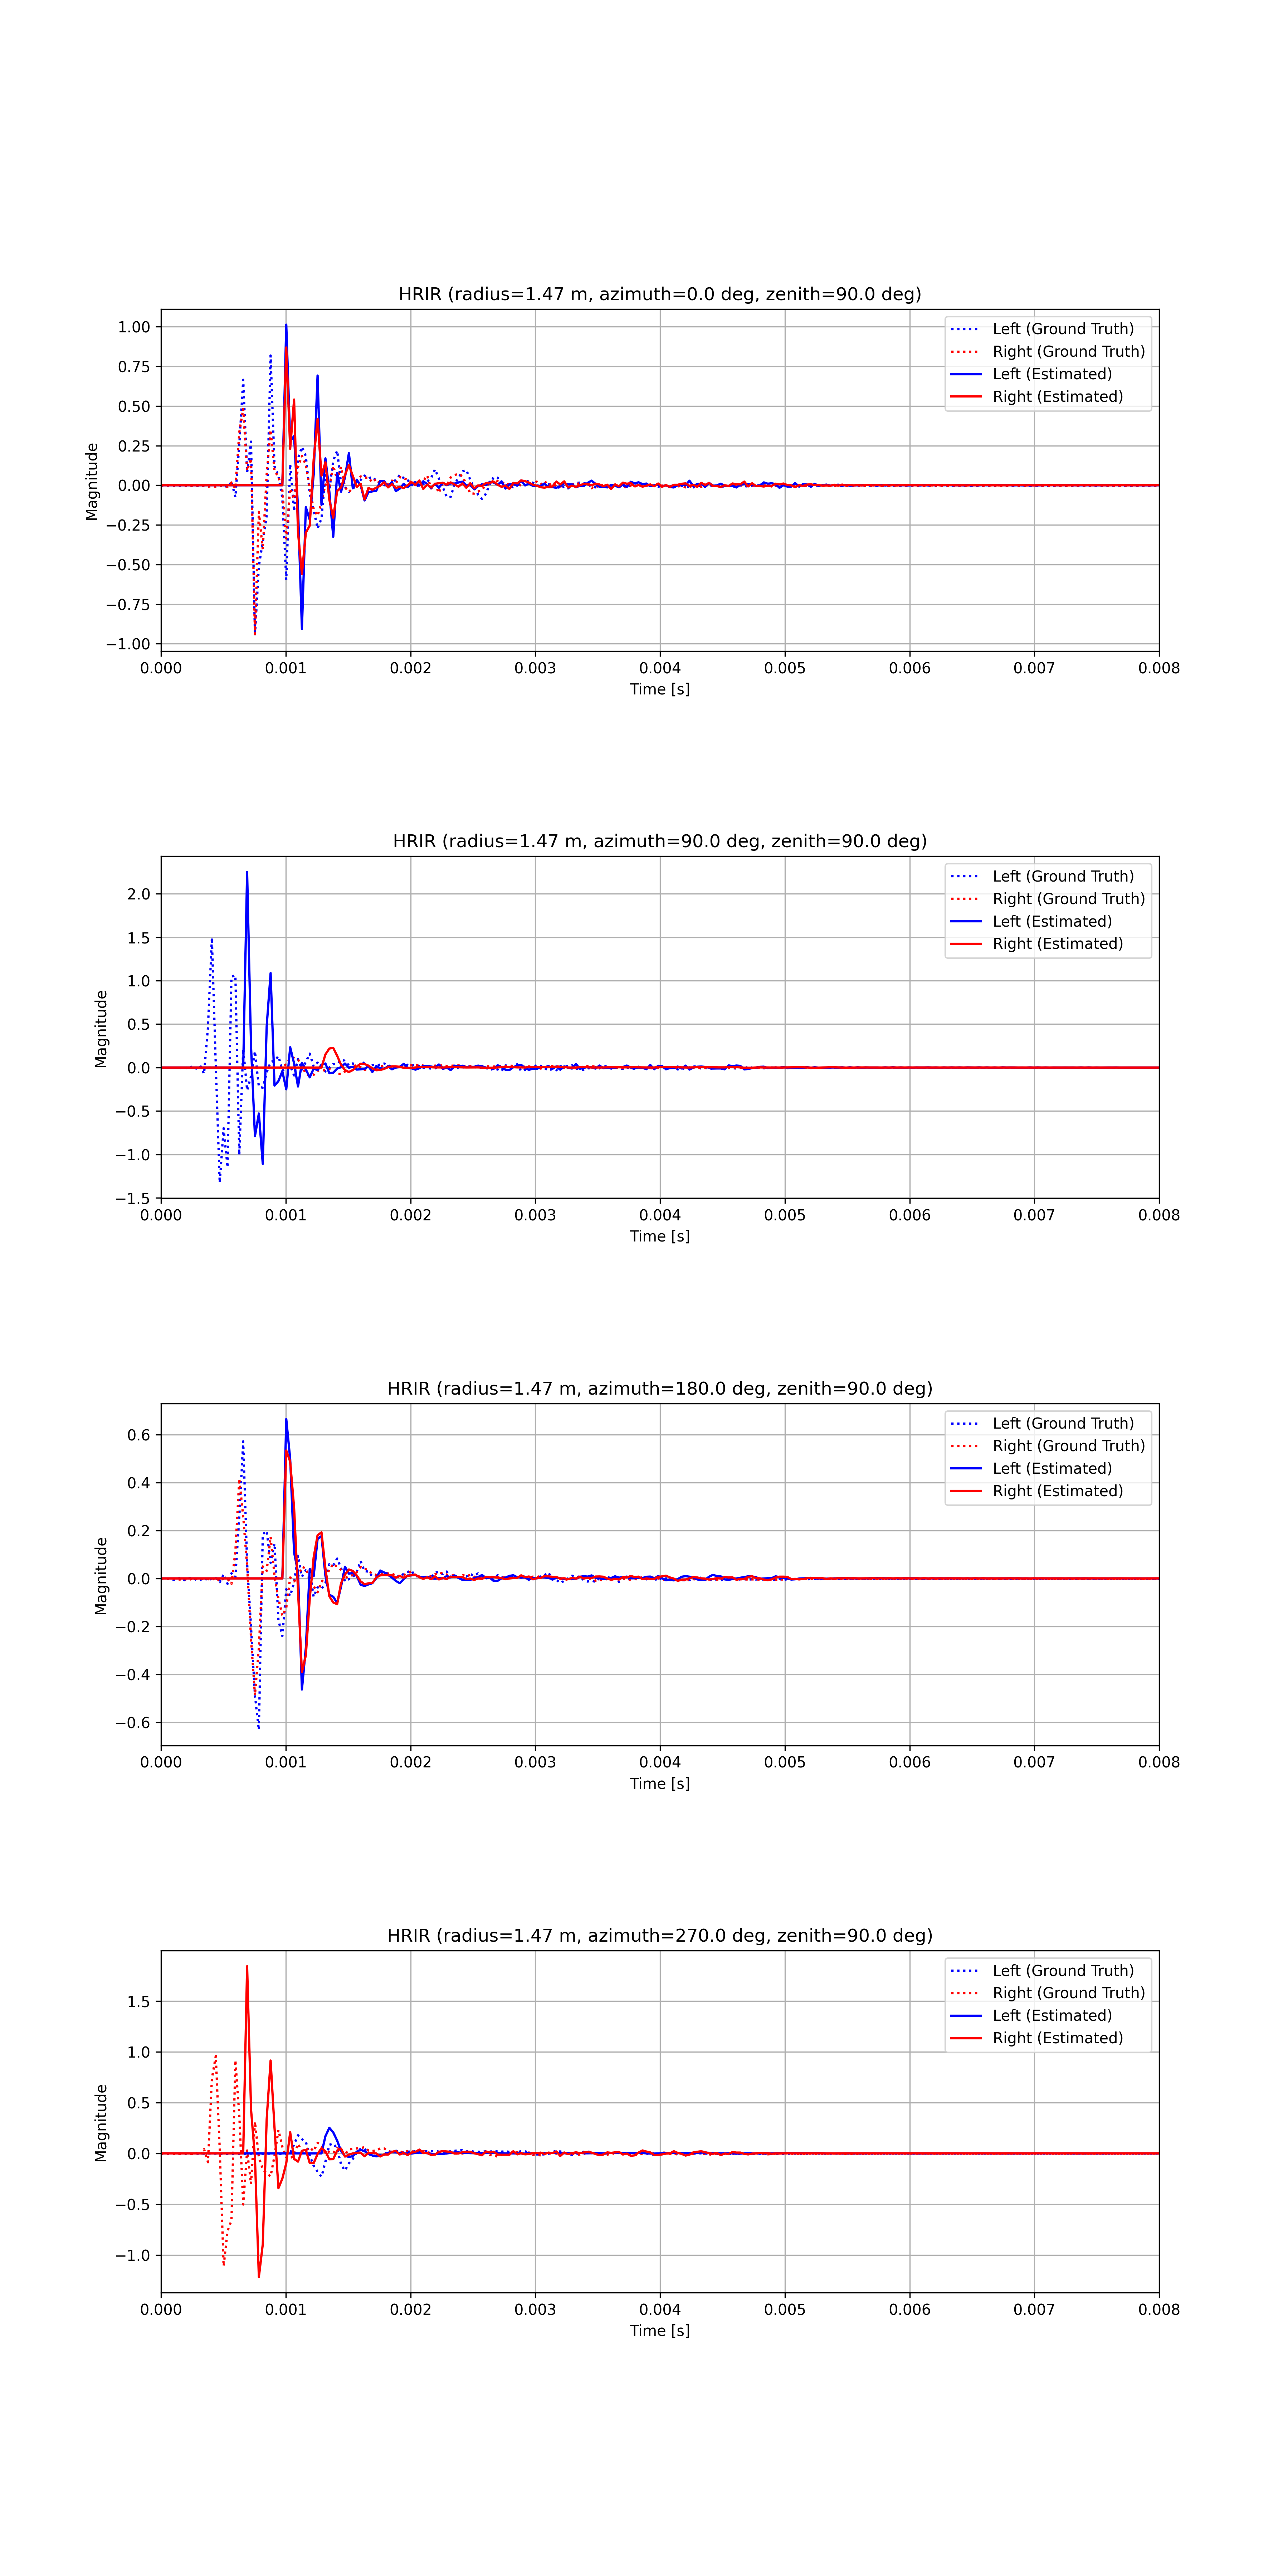 HRIR (radius=1.47 m, azimuth=0.0 deg, zenith=90.0 deg)
Left (Ground Truth)
Right (Ground Truth)
Left (Estimated)
Right (Estimated)
1.00
0.75
0.50
0.25
0.00
−0.25
−0.50
−0.75
−1.00
Magnitude
0.000 0.001 0.002 0.003 0.004 0.005 0.006 0.007 0.008
Time [s]
HRIR (radius=1.47 m, azimuth=90.0 deg, zenith=90.0 deg)
Left (Ground Truth)
Right (Ground Truth)
Left (Estimated)
Right (Estimated)
2.0
1.5
1.0
0.5
0.0
−0.5
−1.0
−1.5
Magnitude
0.000 0.001 0.002 0.003 0.004 0.005 0.006 0.007 0.008
Time [s]
HRIR (radius=1.47 m, azimuth=180.0 deg, zenith=90.0 deg)
Left (Ground Truth)
Right (Ground Truth)
Left (Estimated)
Right (Estimated)
0.6
0.4
0.2
0.0
−0.2
−0.4
−0.6
Magnitude
0.000 0.001 0.002 0.003 0.004 0.005 0.006 0.007 0.008
Time [s]
HRIR (radius=1.47 m, azimuth=270.0 deg, zenith=90.0 deg)
Left (Ground Truth)
Right (Ground Truth)
Left (Estimated)
Right (Estimated)
1.5
1.0
0.5
0.0
−0.5
−1.0
Magnitude
0.000 0.001 0.002 0.003 0.004 0.005 0.006 0.007 0.008
Time [s]